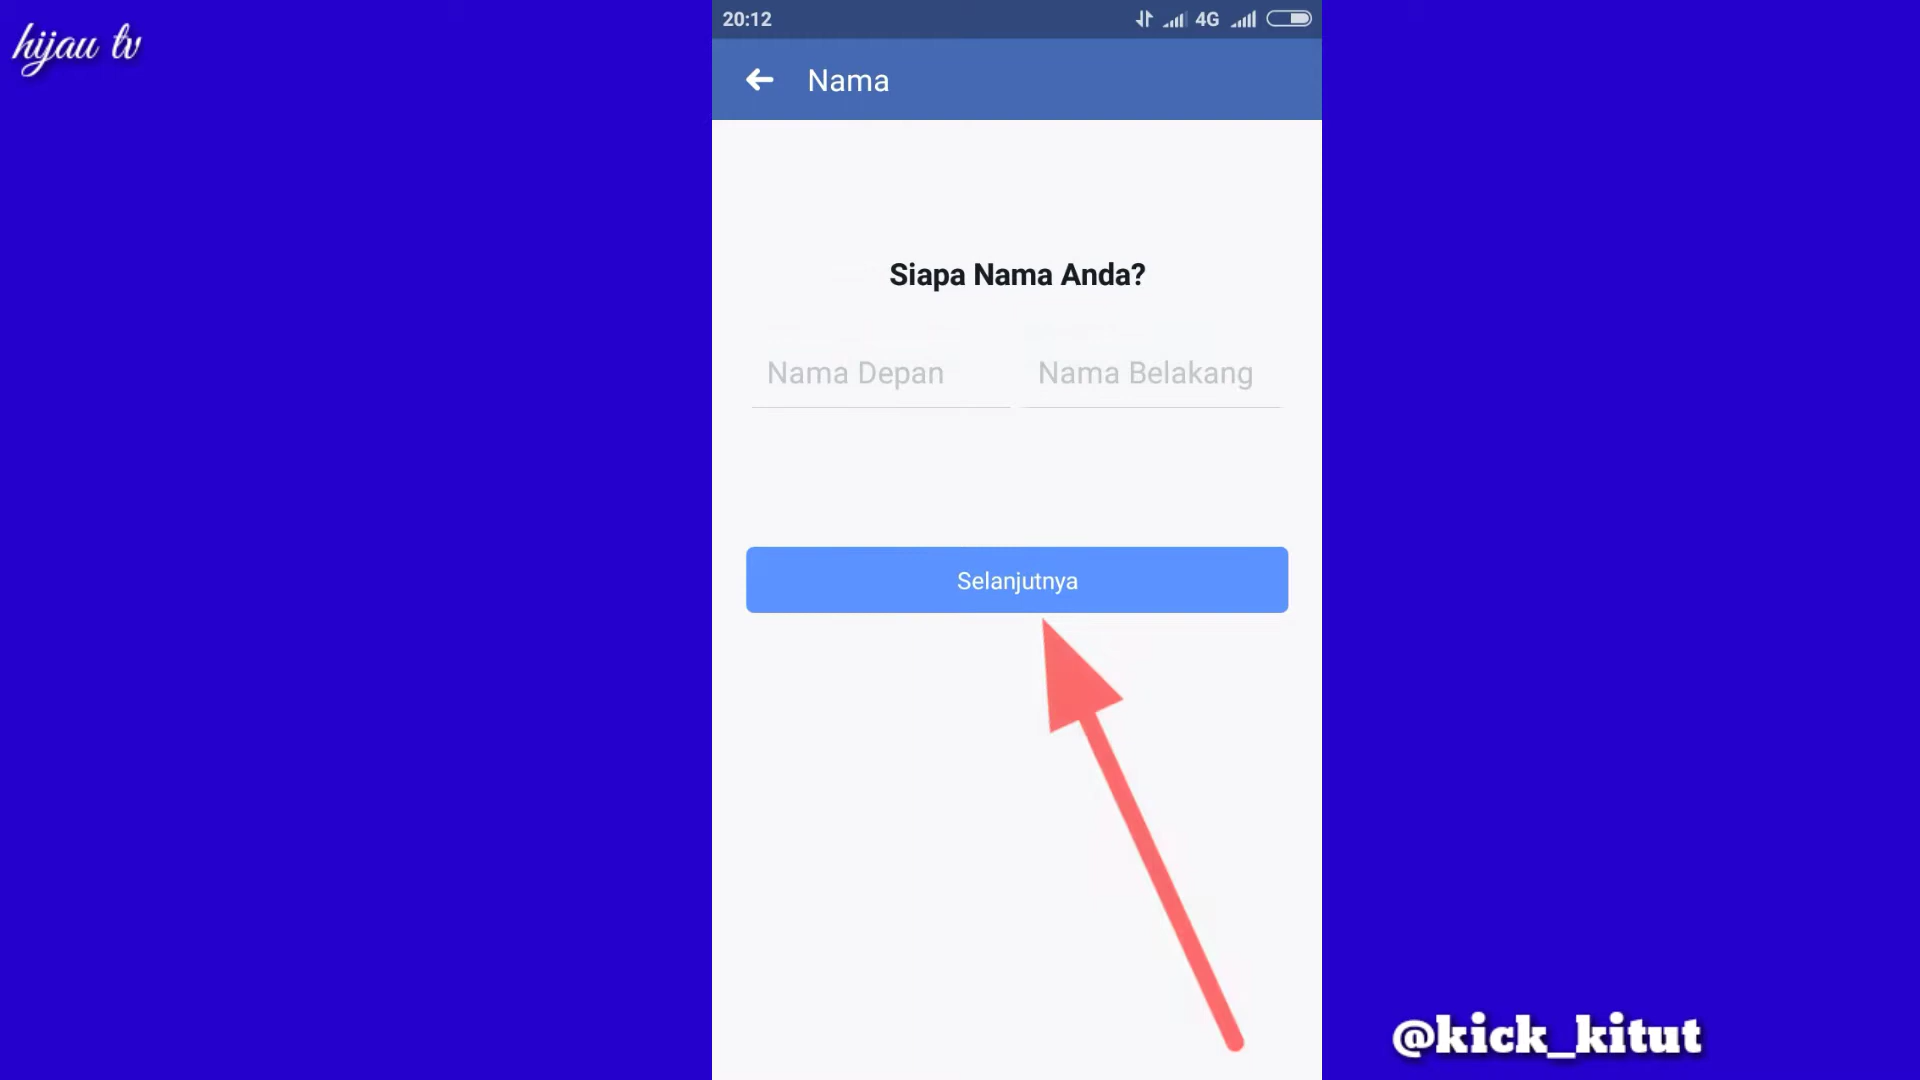 hijau tv
20:12
4G
Nama
Siapa Nama Anda?
Nama Depan
Nama Belakang
Selanjutnya
@kick_kitut